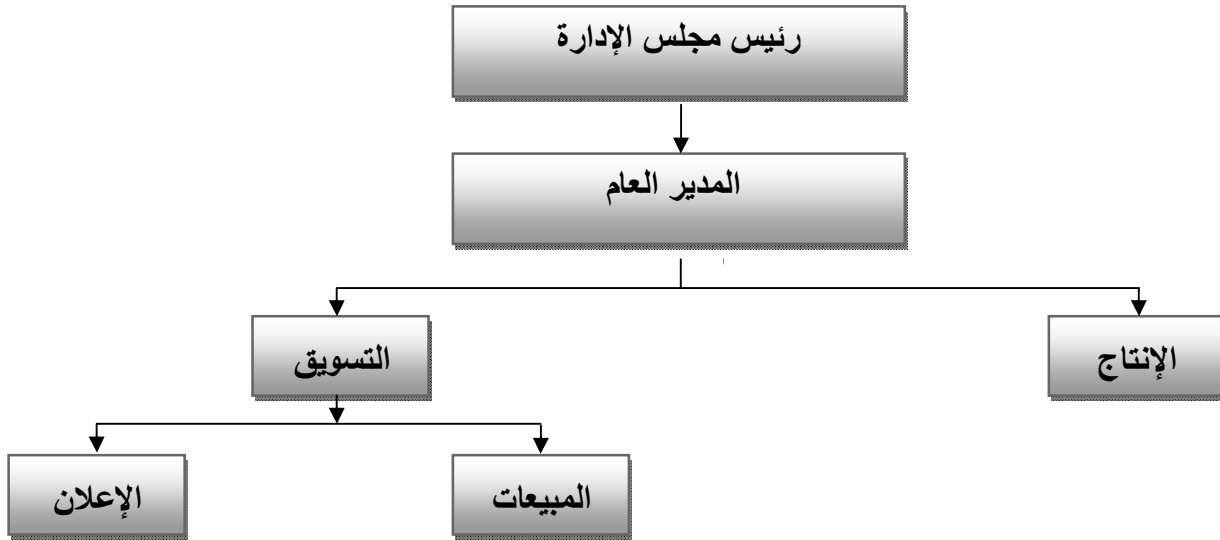 رئيس مجلس الإدارة
المدير العام
الإنتاج
التسويق
المبيعات
الإعلان